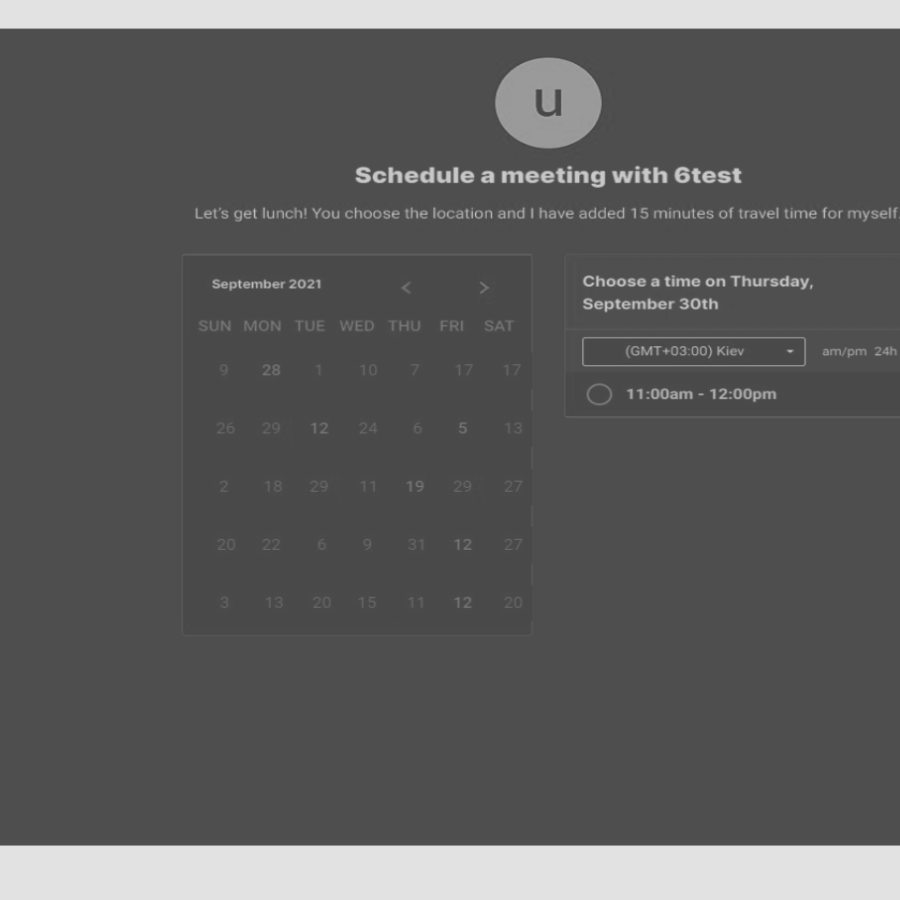 u
Schedule a meeting with 6test
Let's get lunch! You choose the location and I have added 15 minutes of travel time for myself.
September 2021 < >
SUN MON TUE WED THU FRI SAT
9 28 1 10 7 17 17
26 29 12 24 6 5 13
2 18 29 11 19 29 27
20 22 6 9 31 12 27
3 13 20 15 11 12 20
Choose a time on Thursday,
September 30th
(GMT+03:00) Kiev am/pm 24h
11:00am - 12:00pm